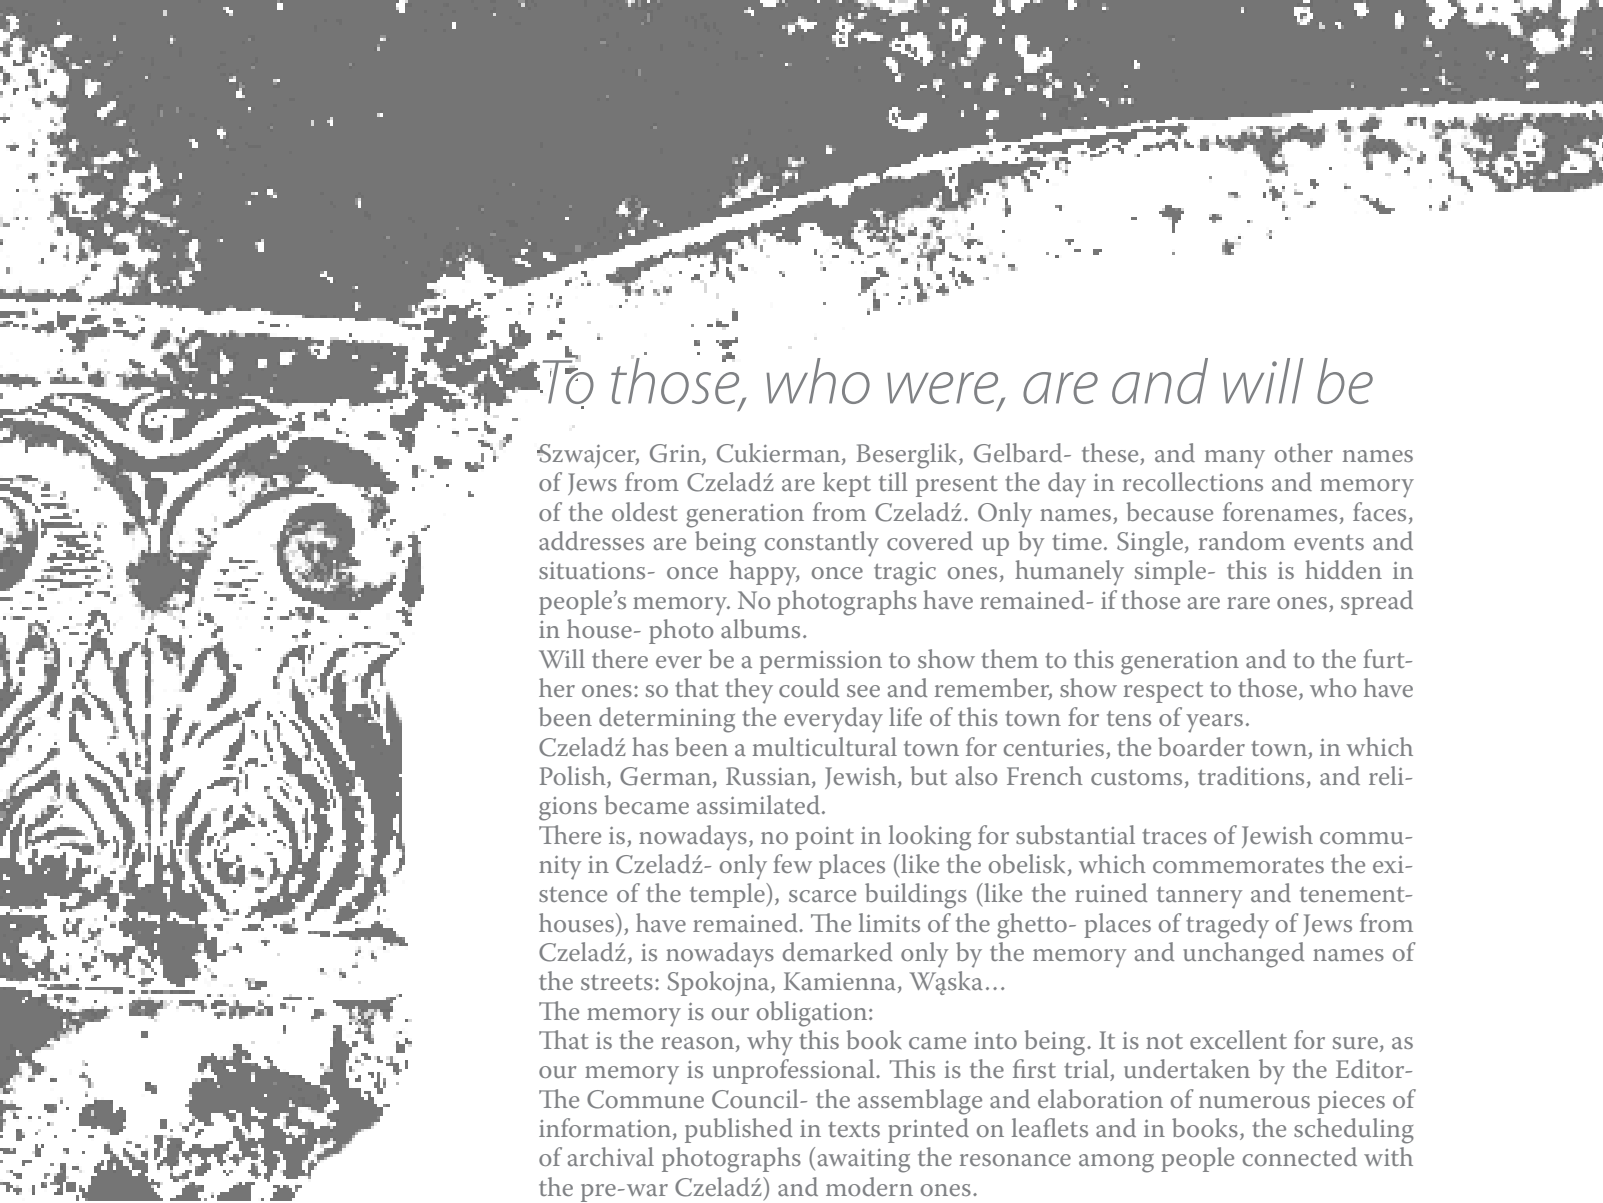 To those, who were, are and will be
Szwajcer, Grin, Cukierman, Beserglik, Gelbard- these, and many other names
of Jews from Czeladź are kept till present the day in recollections and memory
of the oldest generation from Czeladź. Only names, because forenames, faces,
addresses are being constantly covered up by time. Single, random events and
situations- once happy, once tragic ones, humanely simple- this is hidden in
people’s memory. No photographs have remained- if those are rare ones, spread
in house- photo albums.
Will there ever be a permission to show them to this generation and to the furt-
her ones: so that they could see and remember, show respect to those, who have
been determining the everyday life of this town for tens of years.
Czeladź has been a multicultural town for centuries, the boarder town, in which
Polish, German, Russian, Jewish, but also French customs, traditions, and reli-
gions became assimilated.
There is, nowadays, no point in looking for substantial traces of Jewish commu-
nity in Czeladź- only few places (like the obelisk, which commemorates the exi-
stence of the temple), scarce buildings (like the ruined tannery and tenement-
houses), have remained. The limits of the ghetto- places of tragedy of Jews from
Czeladź, is nowadays demarked only by the memory and unchanged names of
the streets: Spokojna, Kamienna, Wąska…
The memory is our obligation:
That is the reason, why this book came into being. It is not excellent for sure, as
our memory is unprofessional. This is the first trial, undertaken by the Editor-
The Commune Council- the assemblage and elaboration of numerous pieces of
information, published in texts printed on leaflets and in books, the scheduling
of archival photographs (awaiting the resonance among people connected with
the pre-war Czeladź) and modern ones.